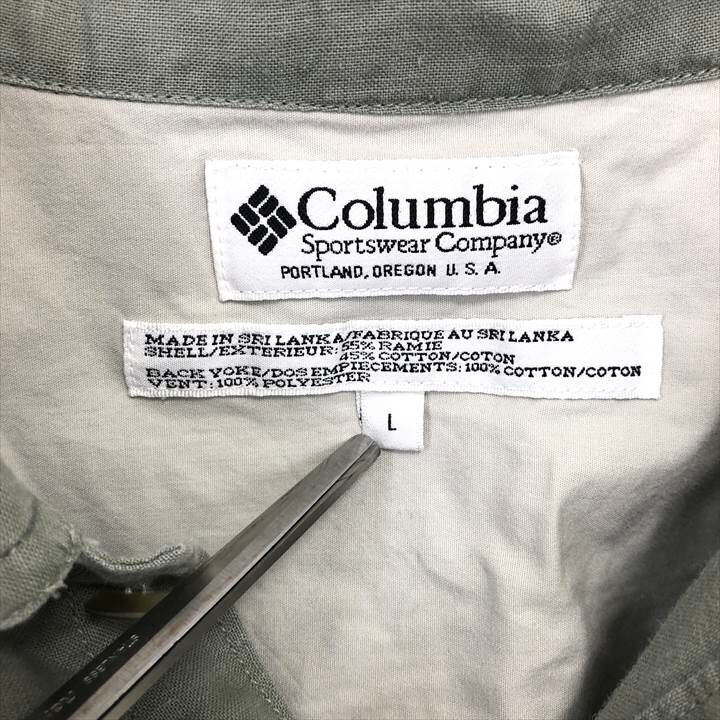 Columbia
Sportswear Company®
PORTLAND, OREGON U.S.A.
MADE IN SRI LANKA/FABRIQUE AU SRI LANKA
SHELL/EXTERIEUR: 55% RAMIE
45% COTTON/COTON
BACK YOKE/DOS EMPIECEMENTS: 100% COTTON/COTON
VENT: 100% POLYESTER
L
STAINLESS